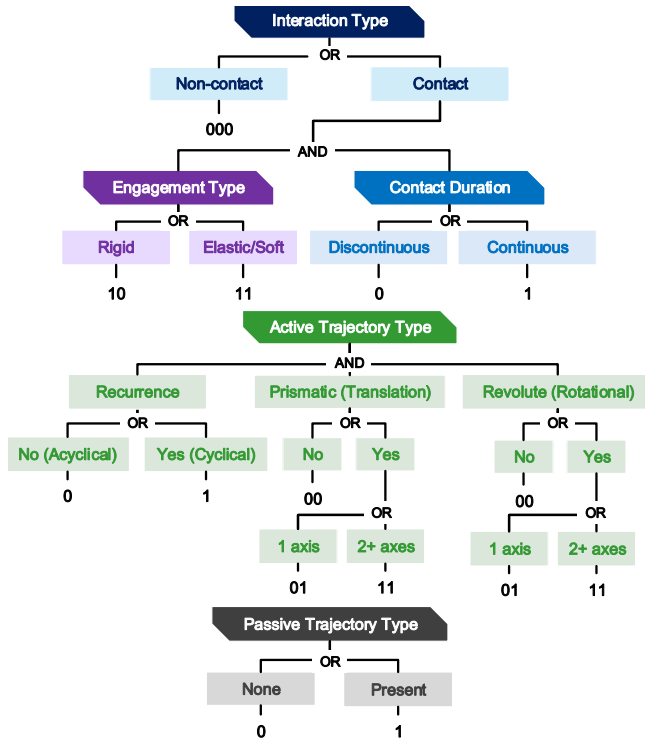 Interaction Type
OR
Non-contact Contact
000
AND
Engagement Type Contact Duration
OR OR
Rigid Elastic/Soft Discontinuous Continuous
10 11 0 1
Active Trajectory Type
AND
Recurrence Prismatic (Translation) Revolute (Rotational)
OR OR OR
No (Acyclical) Yes (Cyclical) No Yes No Yes
0 1 00 00
OR OR
1 axis 2+ axes 1 axis 2+ axes
01 11 01 11
Passive Trajectory Type
OR
None Present
0 1